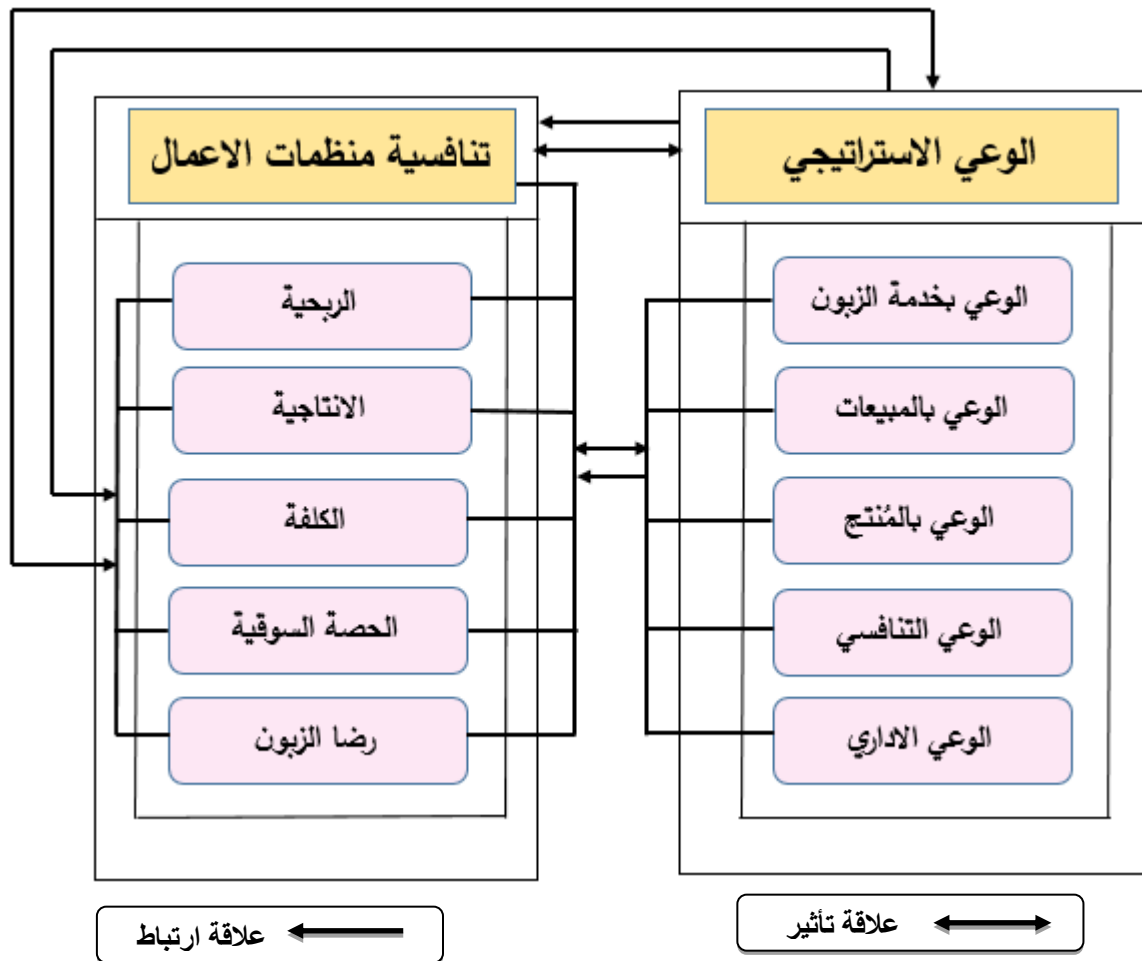 الوعي الاستراتيجي
الوعي بخدمة الزبون
الوعي بالمبيعات
الوعي بالمُنتج
الوعي التنافسي
الوعي الاداري
تنافسية منظمات الاعمال
الربحية
الانتاجية
الكلفة
الحصة السوقية
رضا الزبون
علاقة تأثير
علاقة ارتباط